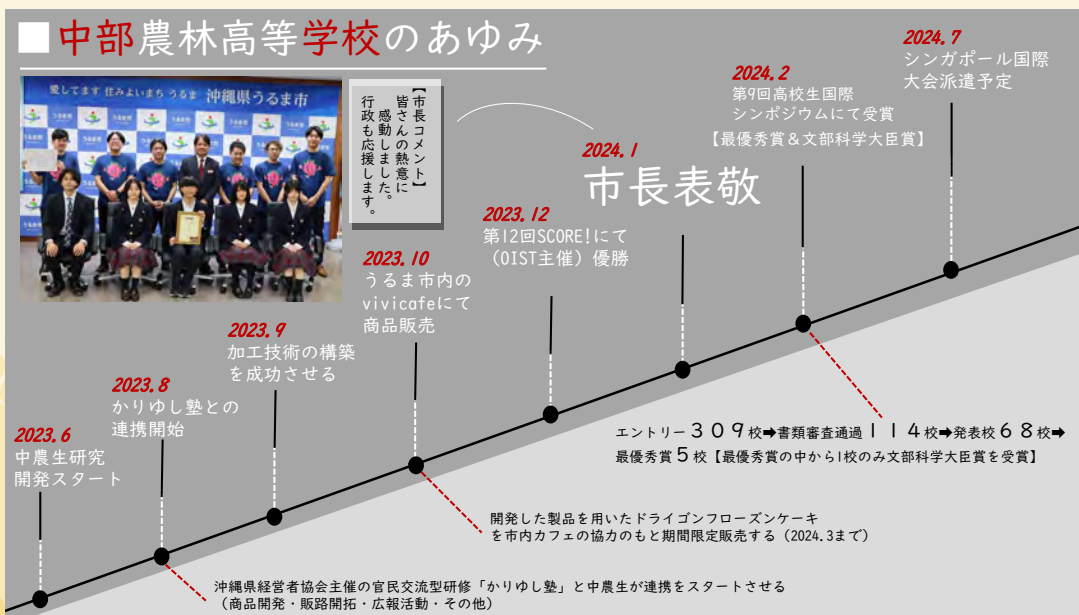 ■中部農林高等学校のあゆみ
愛してます 住みよいまち うるま 沖縄県うるま市
【市長コメント】
皆さんの熱意に
感動しました。
行政も応援します。
2023.6
中農生研究
開発スタート
2023.8
かりゆし塾との
連携開始
2023.9
加工技術の構築
を成功させる
2023.10
うるま市内の
vivicafeにて
商品販売
2023.12
第12回SCORE!にて
(OIST主催)優勝
2024.1
市長表敬
2024.2
第9回高校生国際
シンポジウムにて受賞
【最優秀賞&文部科学大臣賞】
2024.7
シンガポール国際
大会派遣予定
エントリー309校➡書類審査通過114校➡発表校68校➡
最優秀賞5校【最優秀賞の中から1校のみ文部科学大臣賞を受賞】
開発した製品を用いたドライゴンフローズンケーキ
を市内カフェの協力のもと期間限定販売する(2024.3まで)
沖縄県経営者協会主催の官民交流型研修「かりゆし塾」と中農生が連携をスタートさせる
(商品開発・販路開拓・広報活動・その他)